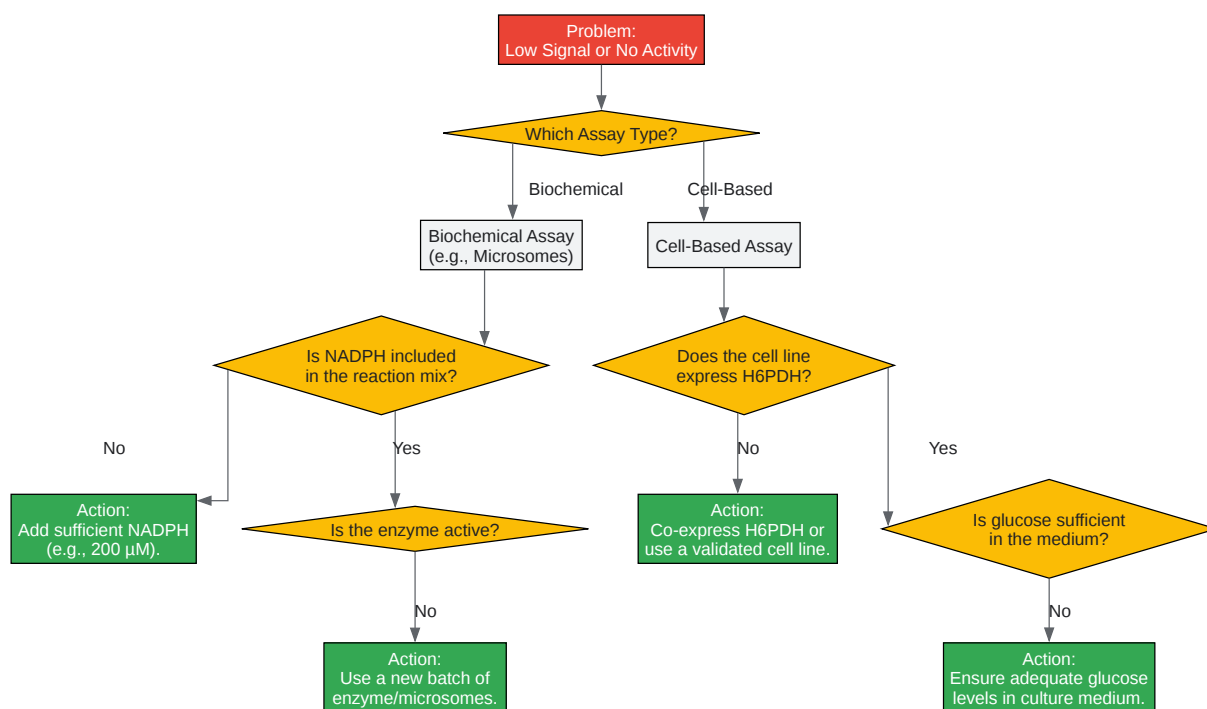 Problem:
Low Signal or No Activity
Which Assay Type?
Biochemical
Cell-Based
Biochemical Assay
(e.g., Microsomes)
Cell-Based Assay
Is NADPH included
in the reaction mix?
Does the cell line
express H6PDH?
No
Yes
No
Yes
Action:
Add sufficient NADPH
(e.g., 200 µM).
Is the enzyme active?
Action:
Co-express H6PDH or
use a validated cell line.
Is glucose sufficient
in the medium?
No
No
Action:
Use a new batch of
enzyme/microsomes.
Action:
Ensure adequate glucose
levels in culture medium.